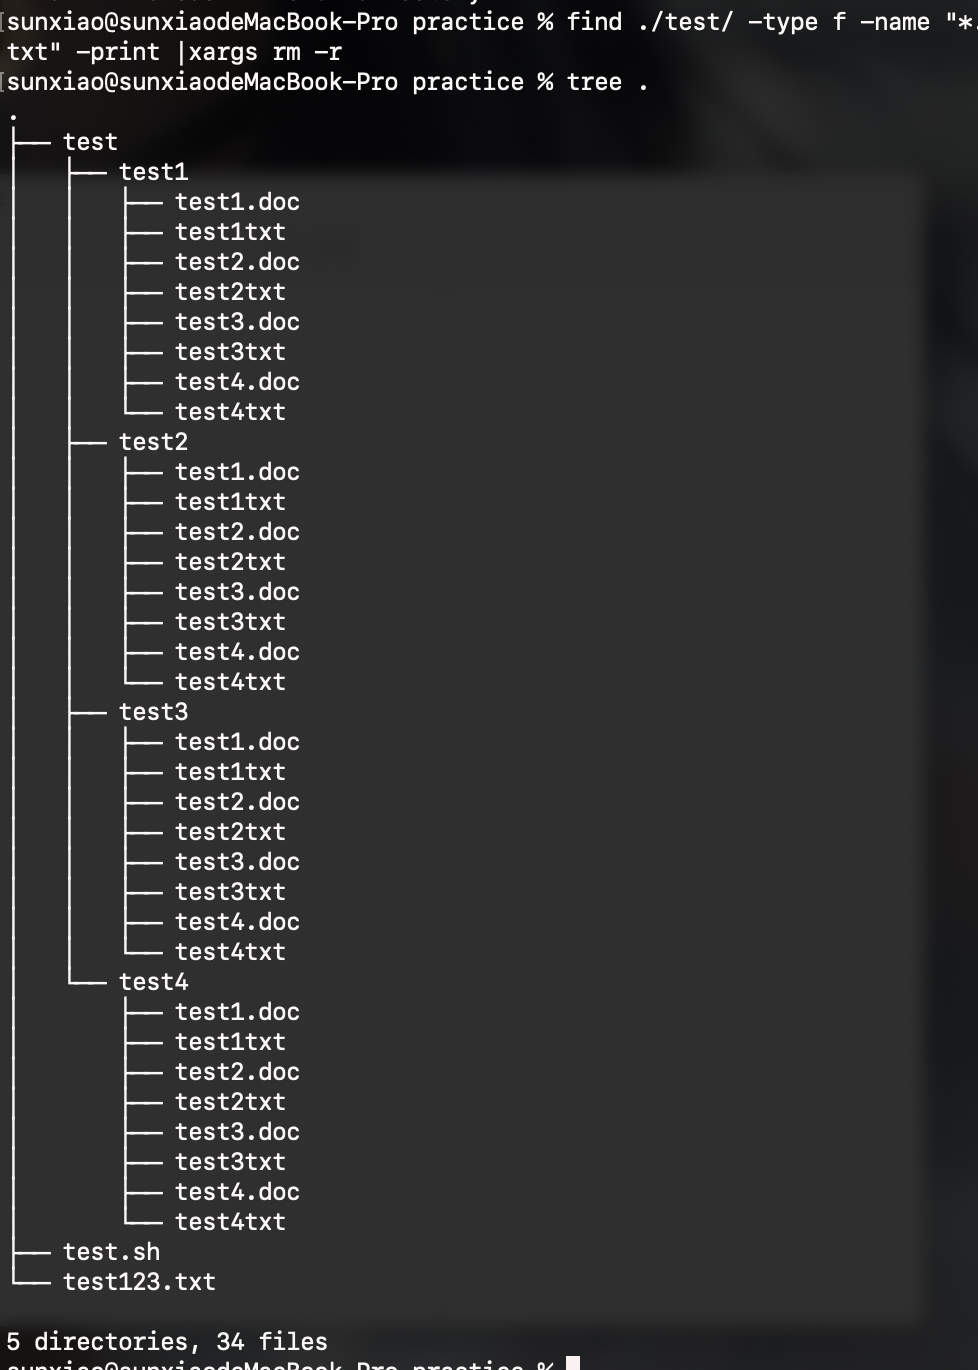 sunxiao@sunxiaodeMacBook-Pro practice % find ./test/ -type f -name "*.
txt" -print |xargs rm -r
sunxiao@sunxiaodeMacBook-Pro practice % tree .
.
├── test
│   ├── test1
│   │   ├── test1.doc
│   │   ├── test1txt
│   │   ├── test2.doc
│   │   ├── test2txt
│   │   ├── test3.doc
│   │   ├── test3txt
│   │   ├── test4.doc
│   │   └── test4txt
│   ├── test2
│   │   ├── test1.doc
│   │   ├── test1txt
│   │   ├── test2.doc
│   │   ├── test2txt
│   │   ├── test3.doc
│   │   ├── test3txt
│   │   ├── test4.doc
│   │   └── test4txt
│   ├── test3
│   │   ├── test1.doc
│   │   ├── test1txt
│   │   ├── test2.doc
│   │   ├── test2txt
│   │   ├── test3.doc
│   │   ├── test3txt
│   │   ├── test4.doc
│   │   └── test4txt
│   └── test4
│       ├── test1.doc
│       ├── test1txt
│       ├── test2.doc
│       ├── test2txt
│       ├── test3.doc
│       ├── test3txt
│       ├── test4.doc
│       └── test4txt
├── test.sh
└── test123.txt
5 directories, 34 files
sunxiao@sunxiaodeMacBook-Pro practice %